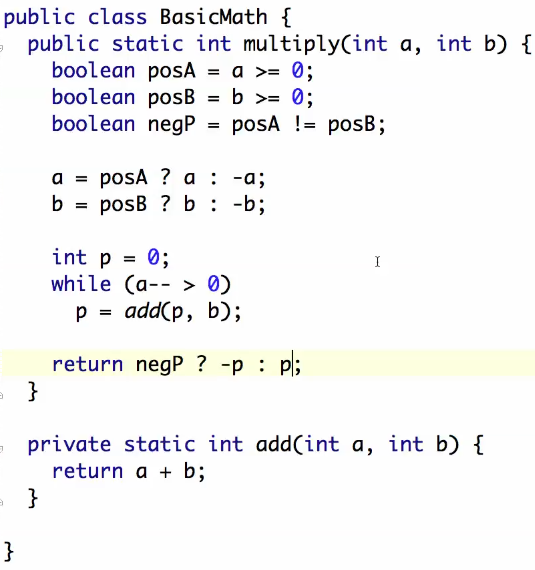 public class BasicMath {
public static int multiply(int a, int b) {
boolean posA = a >= 0;
boolean posB = b >= 0;
boolean negP = posA != posB;
a = posA ? a : -a;
b = posB ? b : -b;
int p = 0;
while (a-- > 0)
p = add(p, b);
return negP ? -p : p;
}
private static int add(int a, int b) {
return a + b;
}
}